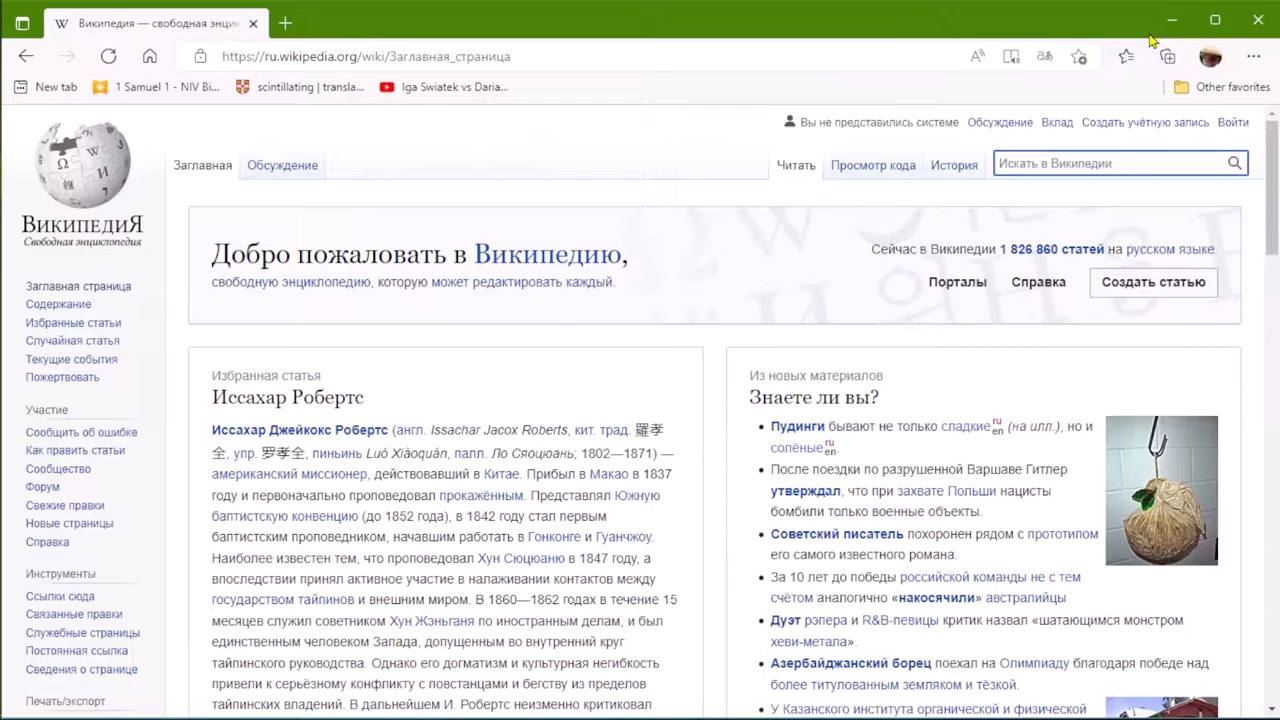 Википедия — свободная энцик
https://ru.wikipedia.org/wiki/Заглавная_страница
New tab
1 Samuel 1 - NIV Bi...
scintillating | transla...
Iga Swiatek vs Daria...
Other favorites
Вы не представились системе Обсуждение Вклад Создать учётную запись Войти
Заглавная Обсуждение
Читать Просмотр кода История
Искать в Википедии
ВикипедиЯ
Свободная энциклопедия
Заглавная страница
Содержание
Избранные статьи
Случайная статья
Текущие события
Пожертвовать
Участие
Сообщить об ошибке
Как править статьи
Сообщество
Форум
Свежие правки
Новые страницы
Справка
Инструменты
Ссылки сюда
Связанные правки
Служебные страницы
Постоянная ссылка
Сведения о странице
Печать/экспорт
Добро пожаловать в Википедию,
свободную энциклопедию, которую может редактировать каждый.
Сейчас в Википедии 1 826 860 статей на русском языке.
Порталы Справка Создать статью
Избранная статья
Иссахар Робертс
Иссахар Джейкокс Робертс (англ. Issachar Jacox Roberts, кит. трад. 羅孝
全, упр. 罗孝全, пиньинь Luó Xiàoquán, палл. Ло Сяоцюань; 1802—1871) —
американский миссионер, действовавший в Китае. Прибыл в Макао в 1837
году и первоначально проповедовал прокажённым. Представлял Южную
баптистскую конвенцию (до 1852 года), в 1842 году стал первым
баптистским проповедником, начавшим работать в Гонконге и Гуанчжоу.
Наиболее известен тем, что проповедовал Хун Сюцюаню в 1847 году, а
впоследствии принял активное участие в налаживании контактов между
государством тайпинов и внешним миром. В 1860—1862 годах в течение 15
месяцев служил советником Хун Жэньганя по иностранным делам, и был
единственным человеком Запада, допущенным во внутренний круг
тайпинского руководства. Однако его догматизм и культурная негибкость
привели к серьёзному конфликту с повстанцами и бегству из пределов
тайпинских владений. В дальнейшем И. Робертс неизменно критиковал
Из новых материалов
Знаете ли вы?
Пудинги бывают не только сладкие ru en (на илл.), но и
солёные ru en.
После поездки по разрушенной Варшаве Гитлер
утверждал, что при захвате Польши нацисты
бомбили только военные объекты.
Советский писатель похоронен рядом с прототипом
его самого известного романа.
За 10 лет до победы российской команды не с тем
счётом аналогично «накосячили» австралийцы
Дуэт рэпера и R&B-певицы критик назвал «шатающимся монстром
хеви-метала».
Азербайджанский борец поехал на Олимпиаду благодаря победе над
более титулованным земляком и тёзкой.
У Казанского института органической и физической